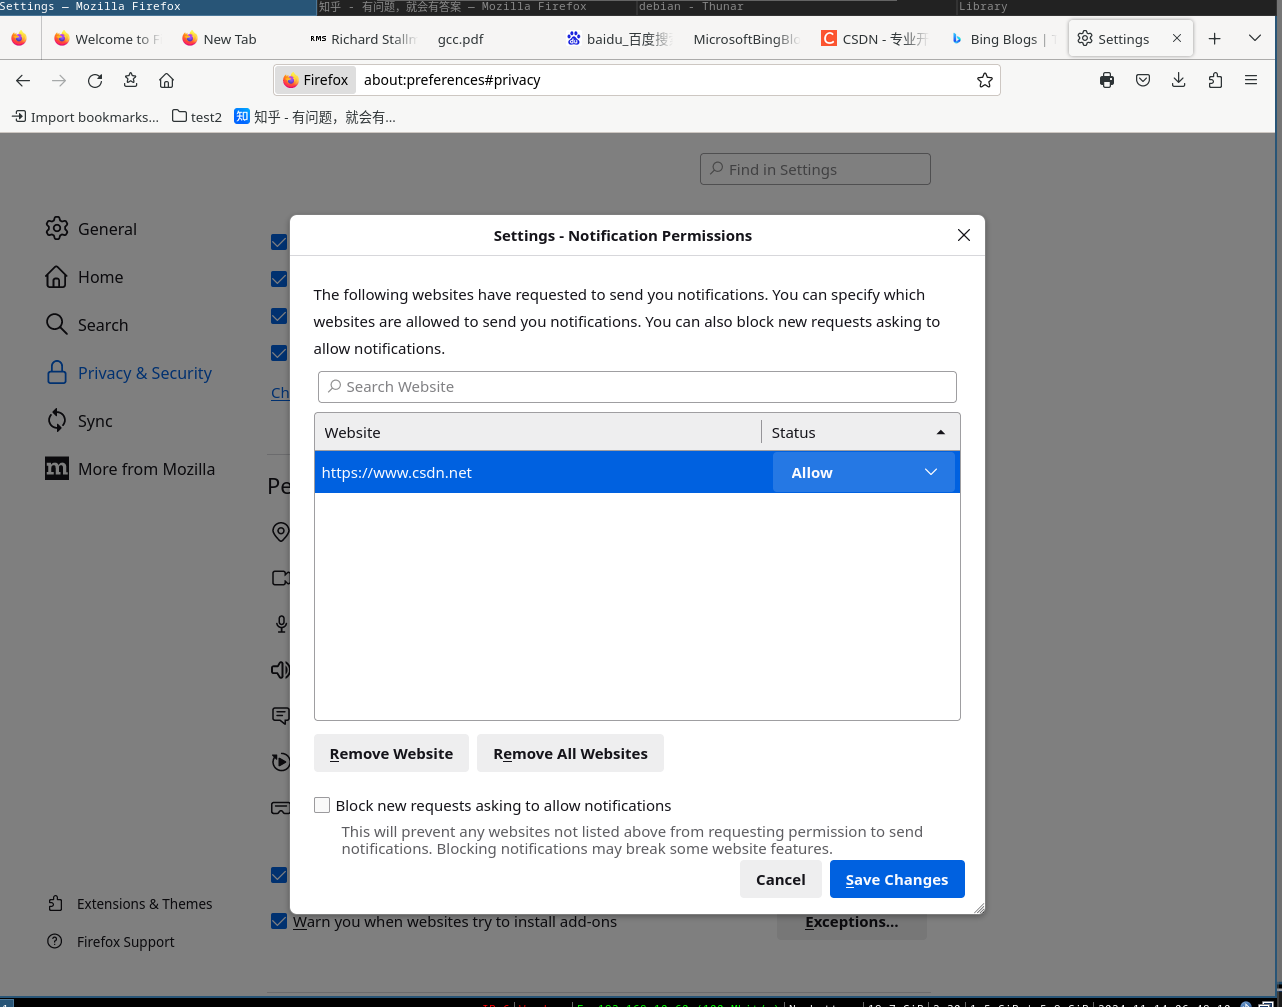 Settings — Mozilla Firefox
知乎 - 有问题，就会有答案 — Mozilla Firefox
debian - Thunar
Library
Welcome to F
New Tab
RMS Richard Stalln
gcc.pdf
baidu_百度搜
MicrosoftBingBlo
C CSDN - 专业开
Bing Blogs |
Settings
Firefox
about:preferences#privacy
Import bookmarks...
test2
知 知乎 - 有问题，就会有...
Find in Settings
General
Home
Search
Privacy & Security
Sync
m More from Mozilla
Extensions & Themes
Firefox Support
Ch
Pe
Settings - Notification Permissions
The following websites have requested to send you notifications. You can specify which
websites are allowed to send you notifications. You can also block new requests asking to
allow notifications.
Search Website
Website
Status
https://www.csdn.net
Allow
Remove Website
Remove All Websites
Block new requests asking to allow notifications
This will prevent any websites not listed above from requesting permission to send
notifications. Blocking notifications may break some website features.
Cancel
Save Changes
Warn you when websites try to install add-ons
Exceptions...